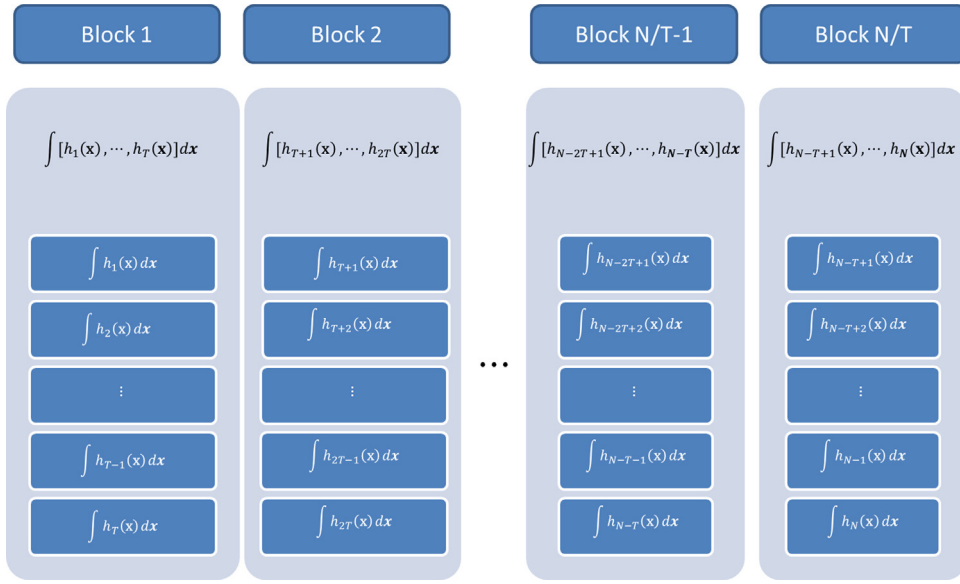 Block 1
Block 2
Block N/T-1
Block N/T
∫[h₁(x),⋯,h_T(x)]dx
∫[h_{T+1}(x),⋯,h_{2T}(x)]dx
∫[h_{N−2T+1}(x),⋯,h_{N−T}(x)]dx
∫[h_{N−T+1}(x),⋯,h_N(x)]dx
∫h₁(x)dx
∫h₂(x)dx
⋮
∫h_{T−1}(x)dx
∫h_T(x)dx
∫h_{T+1}(x)dx
∫h_{T+2}(x)dx
⋮
∫h_{2T−1}(x)dx
∫h_{2T}(x)dx
...
∫h_{N−2T+1}(x)dx
∫h_{N−2T+2}(x)dx
⋮
∫h_{N−T−1}(x)dx
∫h_{N−T}(x)dx
∫h_{N−T+1}(x)dx
∫h_{N−T+2}(x)dx
⋮
∫h_{N−1}(x)dx
∫h_N(x)dx